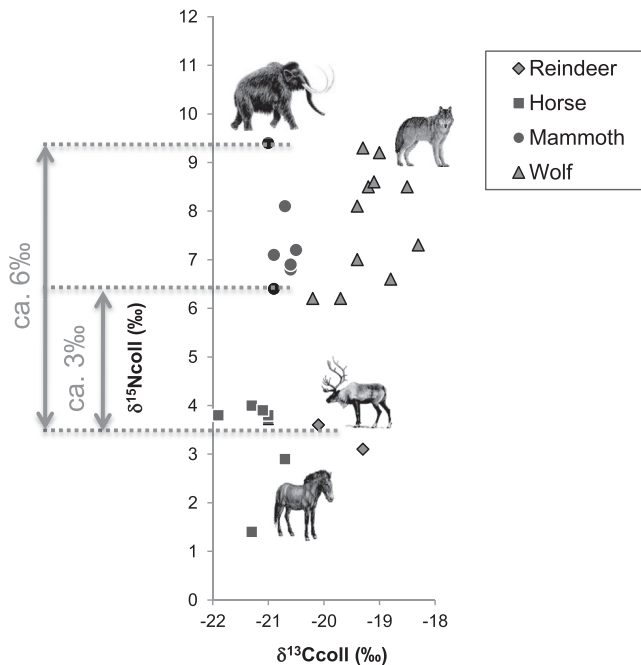 12
11
10
9
8
7
6
5
4
3
2
1
0
-22
-21
-20
-19
-18
δ¹³Ccoll (‰)
δ¹⁵Ncoll (‰)
ca. 6‰
ca. 3‰
Reindeer
Horse
Mammoth
Wolf